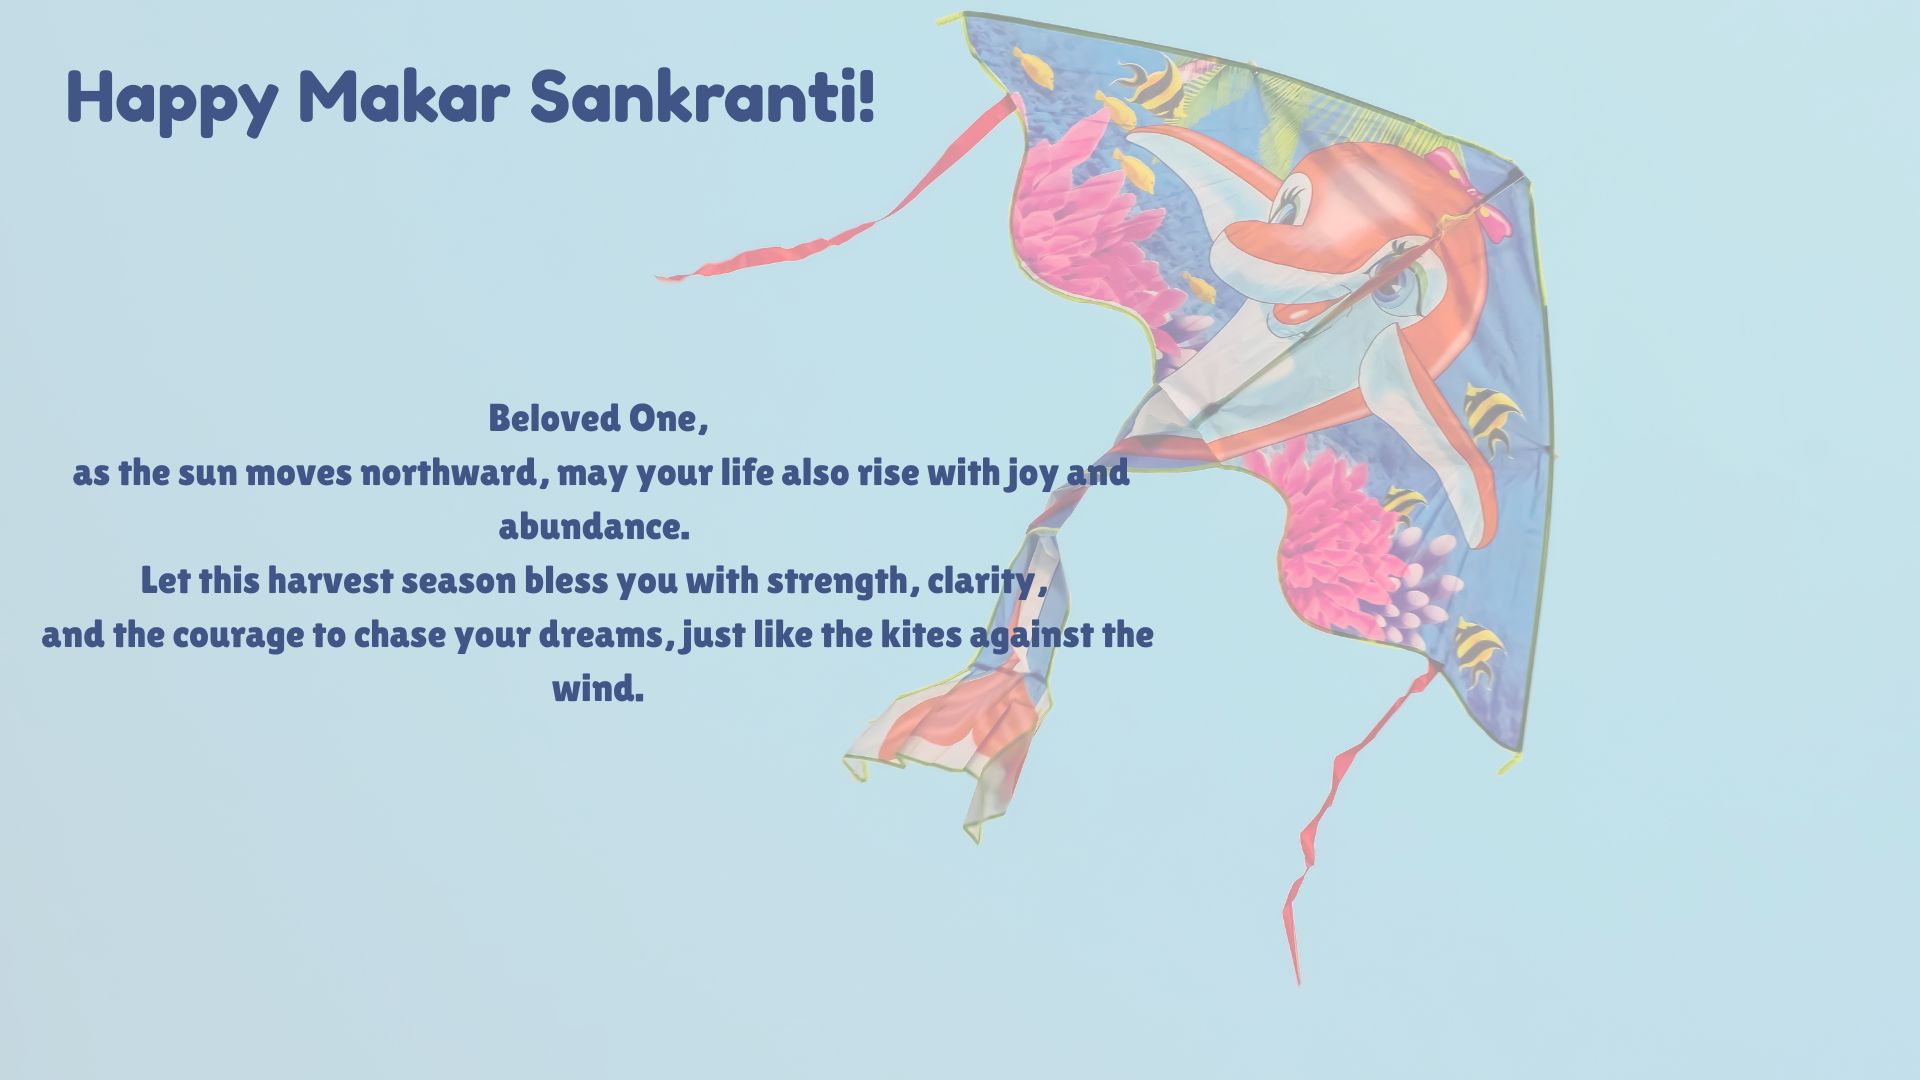 Happy Makar Sankranti!
Beloved One,
as the sun moves northward, may your life also rise with joy and
abundance.
Let this harvest season bless you with strength, clarity,
and the courage to chase your dreams, just like the kites against the
wind.